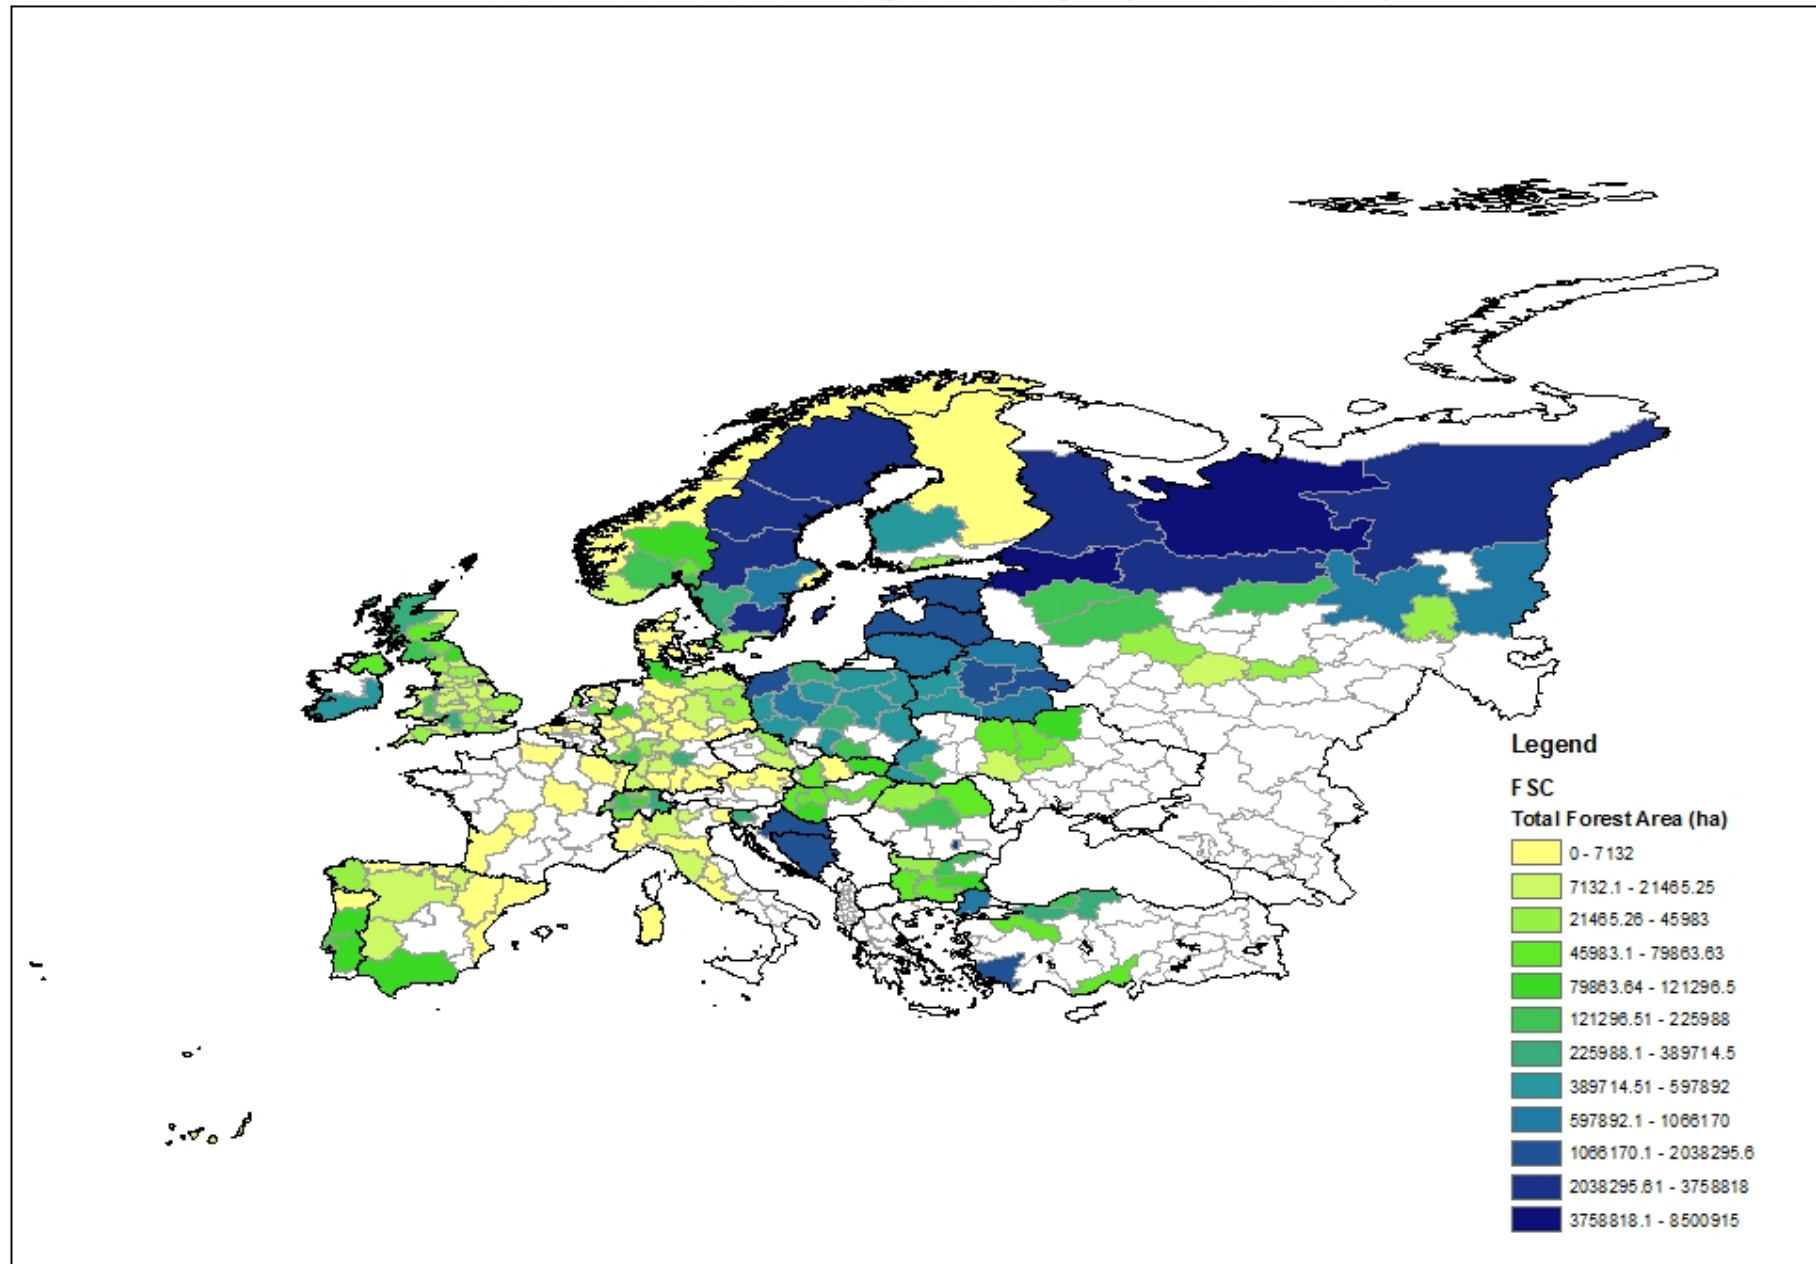 Legend
FSC
Total Forest Area (ha)
0 - 7132
7132.1 - 21465.25
21465.26 - 45983
45983.1 - 79863.63
79863.64 - 121296.5
121296.51 - 225988
225988.1 - 389714.5
389714.51 - 597892
597892.1 - 1066170
1066170.1 - 2038295.6
2038295.61 - 3758818
3758818.1 - 8500915